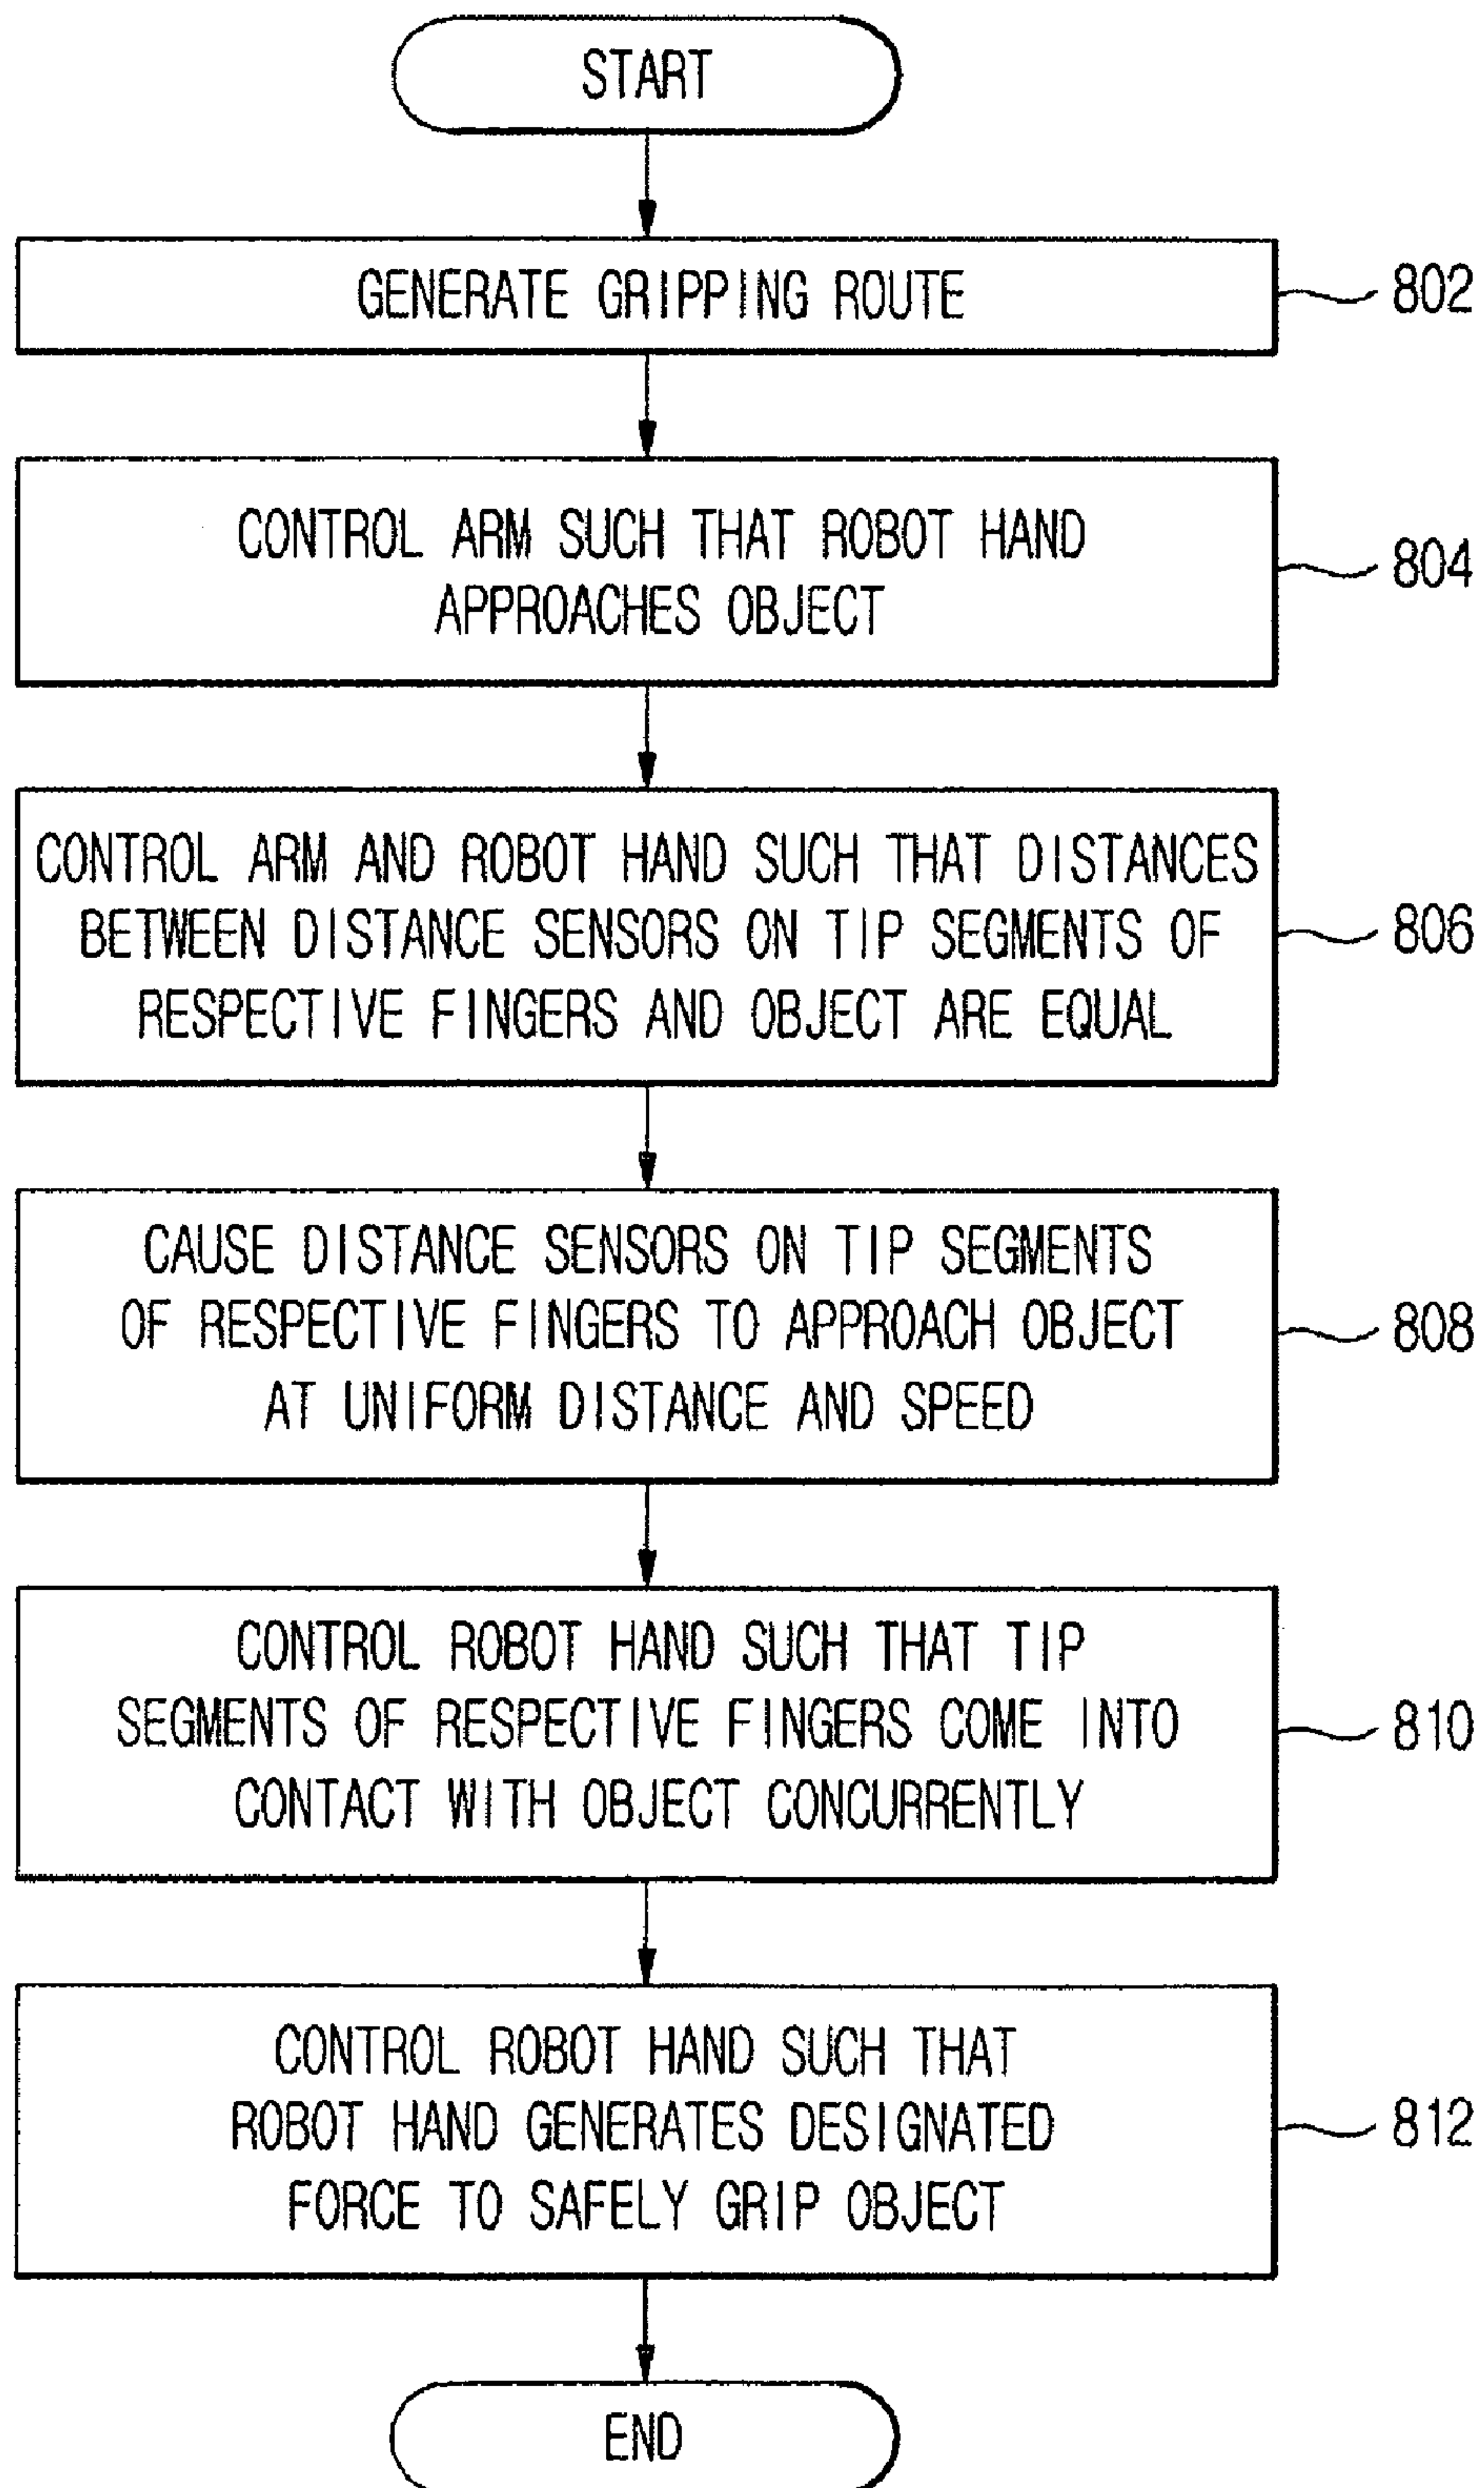 START
GENERATE GRIPPING ROUTE
802
CONTROL ARM SUCH THAT ROBOT HAND
APPROACHES OBJECT
804
CONTROL ARM AND ROBOT HAND SUCH THAT DISTANCES
BETWEEN DISTANCE SENSORS ON TIP SEGMENTS OF
RESPECTIVE FINGERS AND OBJECT ARE EQUAL
806
CAUSE DISTANCE SENSORS ON TIP SEGMENTS
OF RESPECTIVE FINGERS TO APPROACH OBJECT
AT UNIFORM DISTANCE AND SPEED
808
CONTROL ROBOT HAND SUCH THAT TIP
SEGMENTS OF RESPECTIVE FINGERS COME INTO
CONTACT WITH OBJECT CONCURRENTLY
810
CONTROL ROBOT HAND SUCH THAT
ROBOT HAND GENERATES DESIGNATED
FORCE TO SAFELY GRIP OBJECT
812
END